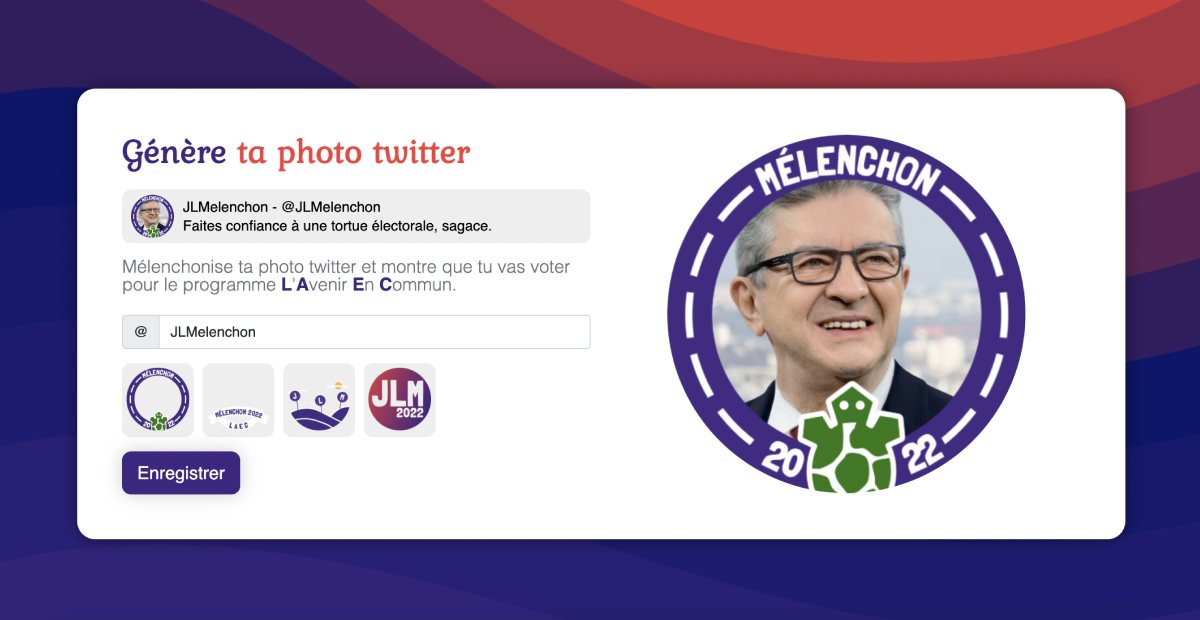 Génère ta photo twitter
JLMelenchon - @JLMelenchon
Faites confiance à une tortue électorale, sagace.
Mélenchonise ta photo twitter et montre que tu vas voter
pour le programme L'Avenir En Commun.
@ JLMelenchon
MÉLENCHON
20 22
MÉLENCHON 2022
L A E C
J L M
JLM
2022
Enregistrer
MÉLENCHON
20 22